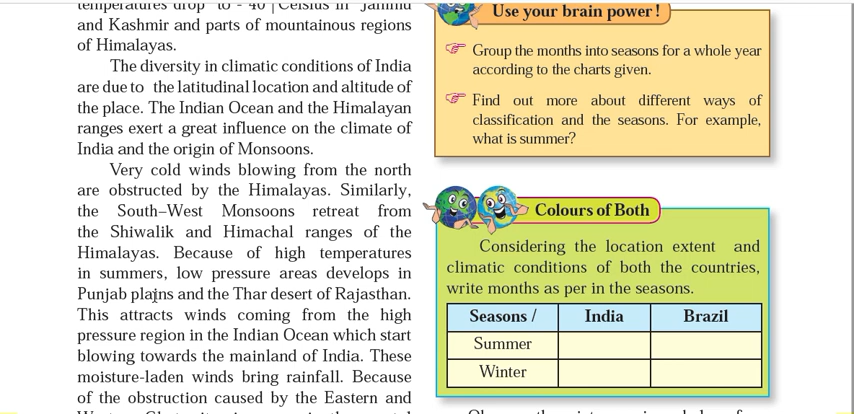 temperatures drop to - 40 | Celsius in Jammu
and Kashmir and parts of mountainous regions
of Himalayas.
The diversity in climatic conditions of India
are due to the latitudinal location and altitude of
the place. The Indian Ocean and the Himalayan
ranges exert a great influence on the climate of
India and the origin of Monsoons.
Very cold winds blowing from the north
are obstructed by the Himalayas. Similarly,
the South–West Monsoons retreat from
the Shiwalik and Himachal ranges of the
Himalayas. Because of high temperatures
in summers, low pressure areas develops in
Punjab plains and the Thar desert of Rajasthan.
This attracts winds coming from the high
pressure region in the Indian Ocean which start
blowing towards the mainland of India. These
moisture-laden winds bring rainfall. Because
of the obstruction caused by the Eastern and
Use your brain power !
Group the months into seasons for a whole year
according to the charts given.
Find out more about different ways of
classification and the seasons. For example,
what is summer?
Colours of Both
Considering the location extent and
climatic conditions of both the countries,
write months as per in the seasons.
Seasons / India Brazil
Summer
Winter